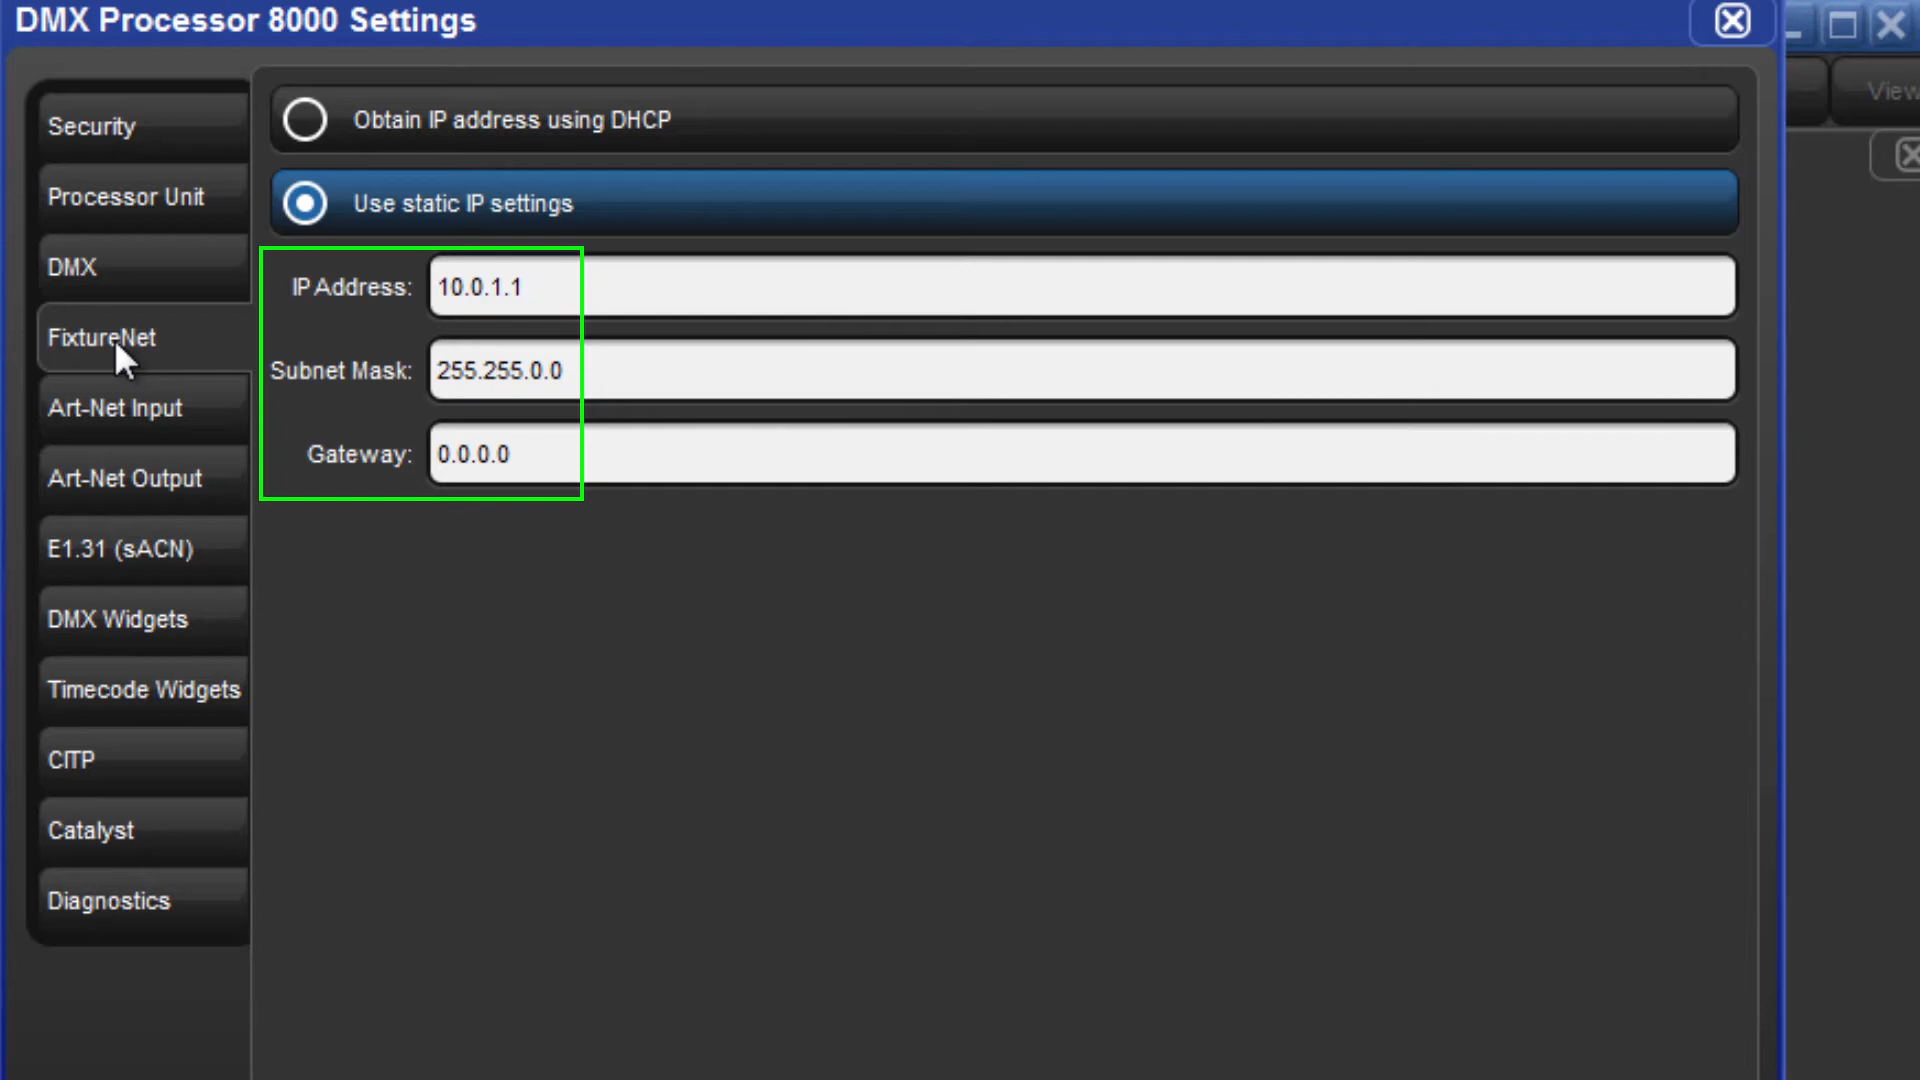 DMX Processor 8000 Settings
View
Security
Processor Unit
DMX
FixtureNet
Art-Net Input
Art-Net Output
E1.31 (sACN)
DMX Widgets
Timecode Widgets
CITP
Catalyst
Diagnostics
Obtain IP address using DHCP
Use static IP settings
IP Address: 10.0.1.1
Subnet Mask: 255.255.0.0
Gateway: 0.0.0.0